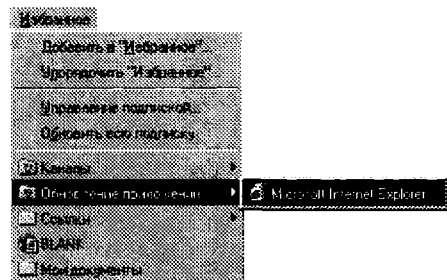 Избранное
Добавить в "Избранное"...
Упорядочить "Избранное"...
Управление подпиской...
Обновить всю подписку
Каналы
Обновление приложений
Microsoft Internet Explorer
Ссылки
BLANK
Мои документы